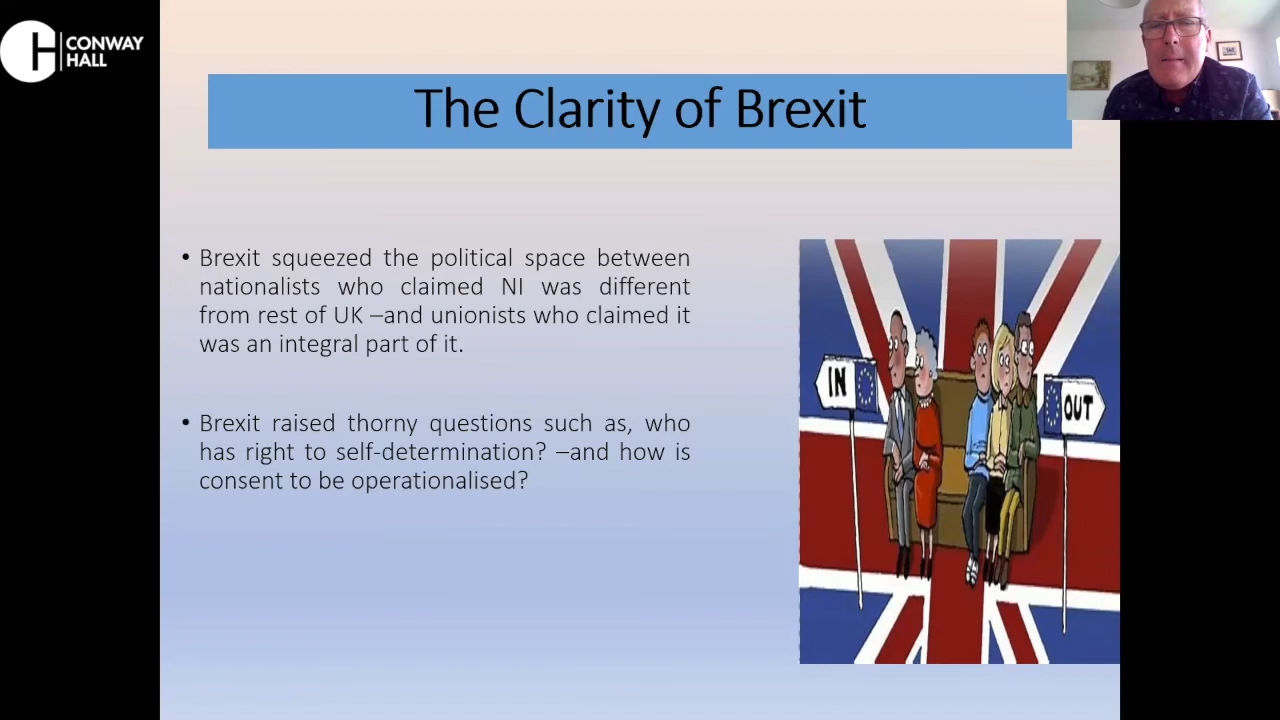 CONWAY
HALL
The Clarity of Brexit
• Brexit squeezed the political space between
nationalists who claimed NI was different
from rest of UK –and unionists who claimed it
was an integral part of it.
• Brexit raised thorny questions such as, who
has right to self-determination? –and how is
consent to be operationalised?
IN
OUT